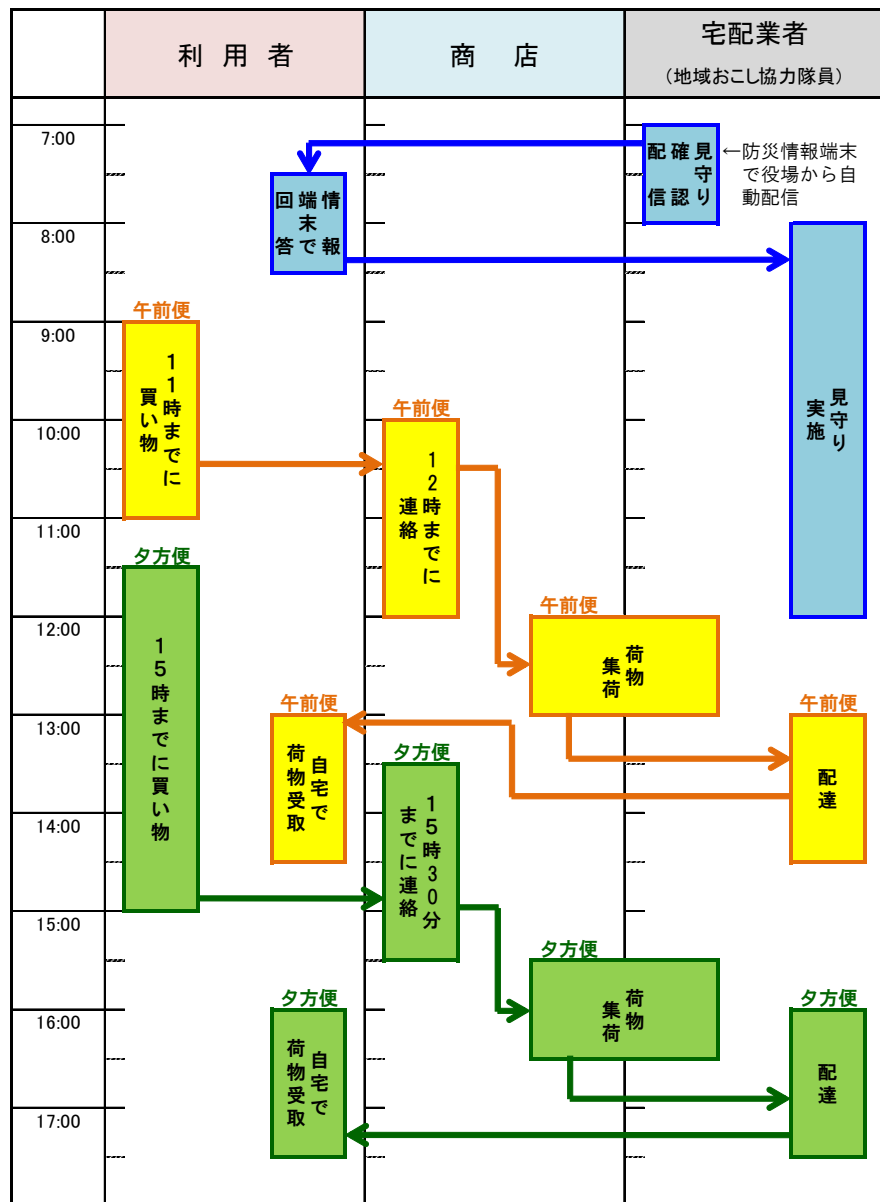 利用者
商店
宅配業者
(地域おこし協力隊員)
7:00
見守り
確認
配信
←防災情報端末
で役場から自
動配信
情報
端末で
回答
8:00
見守り
実施
9:00
午前便
11時までに
買い物
10:00
午前便
12時までに
連絡
11:00
夕方便
15時までに買い物
12:00
午前便
荷物
集荷
13:00
午前便
自宅で
荷物受取
午前便
配達
夕方便
15時30分
までに連絡
14:00
15:00
夕方便
荷物
集荷
16:00
夕方便
自宅で
荷物受取
夕方便
配達
17:00